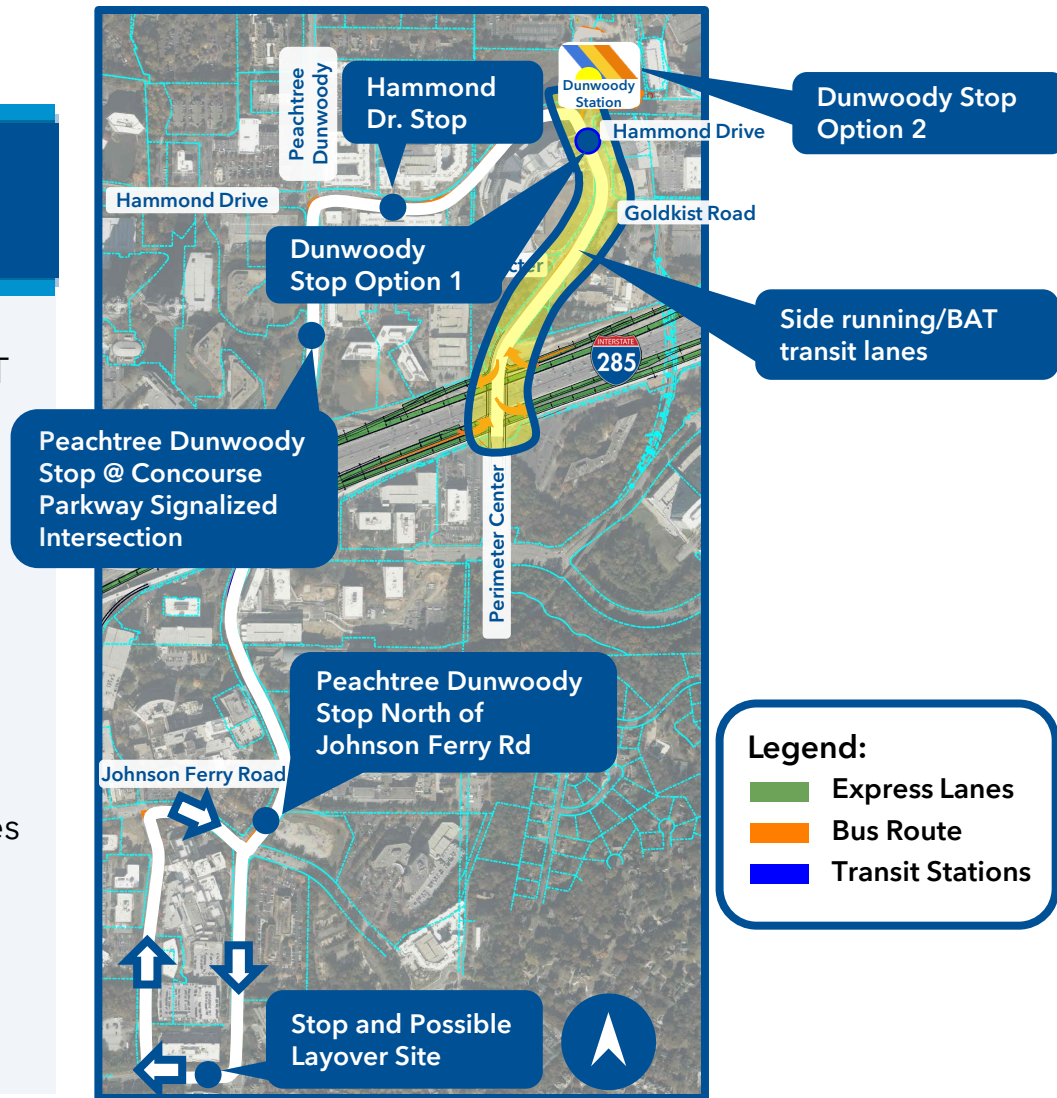 Peachtree
Dunwoody
Hammond
Dr. Stop
Dunwoody
Station
Dunwoody Stop
Option 2
Hammond Drive
Hammond Drive
Goldkist Road
Dunwoody
Stop Option 1
Side running/BAT
transit lanes
INTERSTATE
285
T
Peachtree Dunwoody
Stop @ Concourse
Parkway Signalized
Intersection
Perimeter Center
Peachtree Dunwoody
Stop North of
Johnson Ferry Rd
Johnson Ferry Road
es
Legend:
Express Lanes
Bus Route
Transit Stations
Stop and Possible
Layover Site